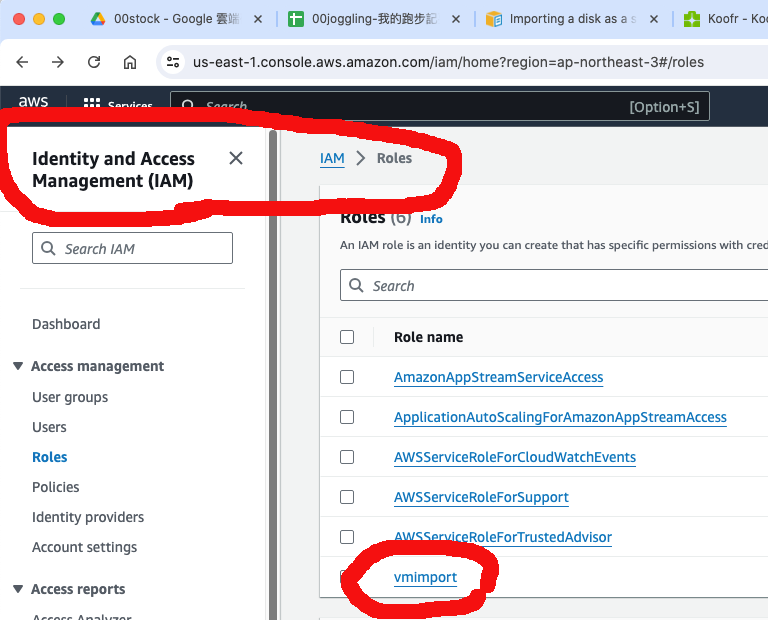 00stock - Google 雲端
00joggling-我的跑步記
Importing a disk as a s
Koofr - Koo
us-east-1.console.aws.amazon.com/iam/home?region=ap-northeast-3#/roles
aws
Services
Search
[Option+S]
Identity and Access
Management (IAM)
IAM > Roles
Roles (6) Info
An IAM role is an identity you can create that has specific permissions with cred
Search IAM
Search
Dashboard
Role name
Access management
AmazonAppStreamServiceAccess
User groups
ApplicationAutoScalingForAmazonAppStreamAccess
Users
Roles
AWSServiceRoleForCloudWatchEvents
Policies
AWSServiceRoleForSupport
Identity providers
AWSServiceRoleForTrustedAdvisor
Account settings
vmimport
Access reports
Access Analyzer